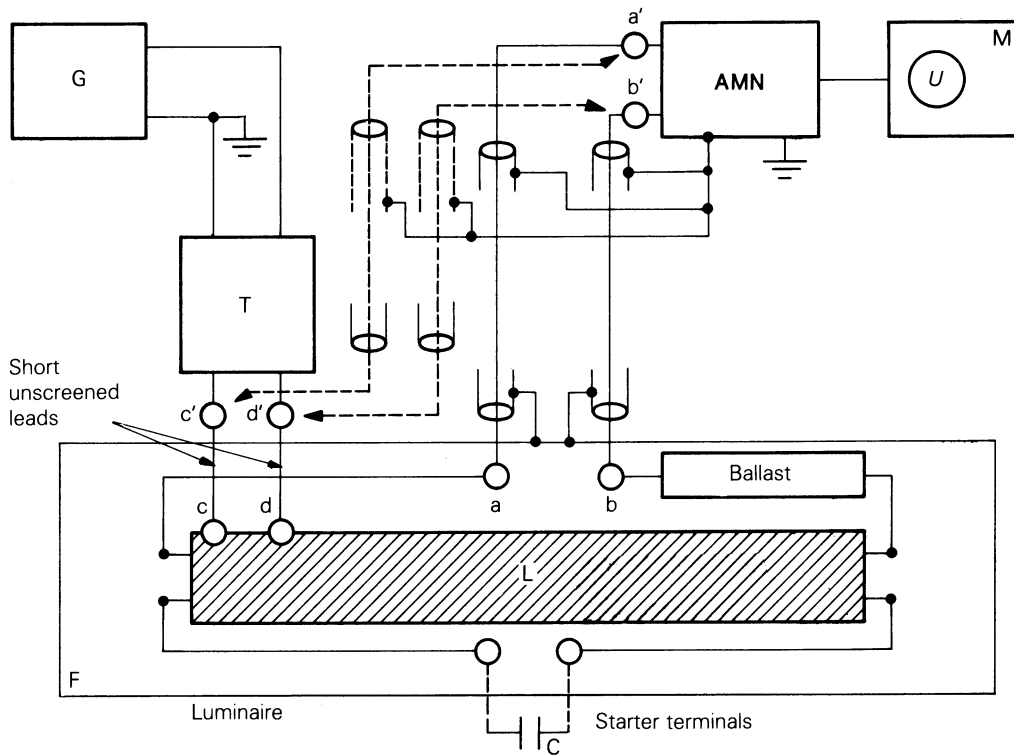 G
a'
b'
AMN
M
U
T
Short
unscreened
leads
c'
d'
c
d
a
b
Ballast
L
F
Luminaire
C
Starter terminals